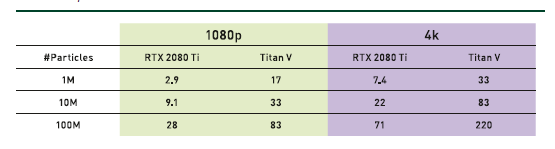 1080p 4k
#Particles RTX 2080 Ti Titan V RTX 2080 Ti Titan V
1M 2.9 17 7.4 33
10M 9.1 33 22 83
100M 28 83 71 220